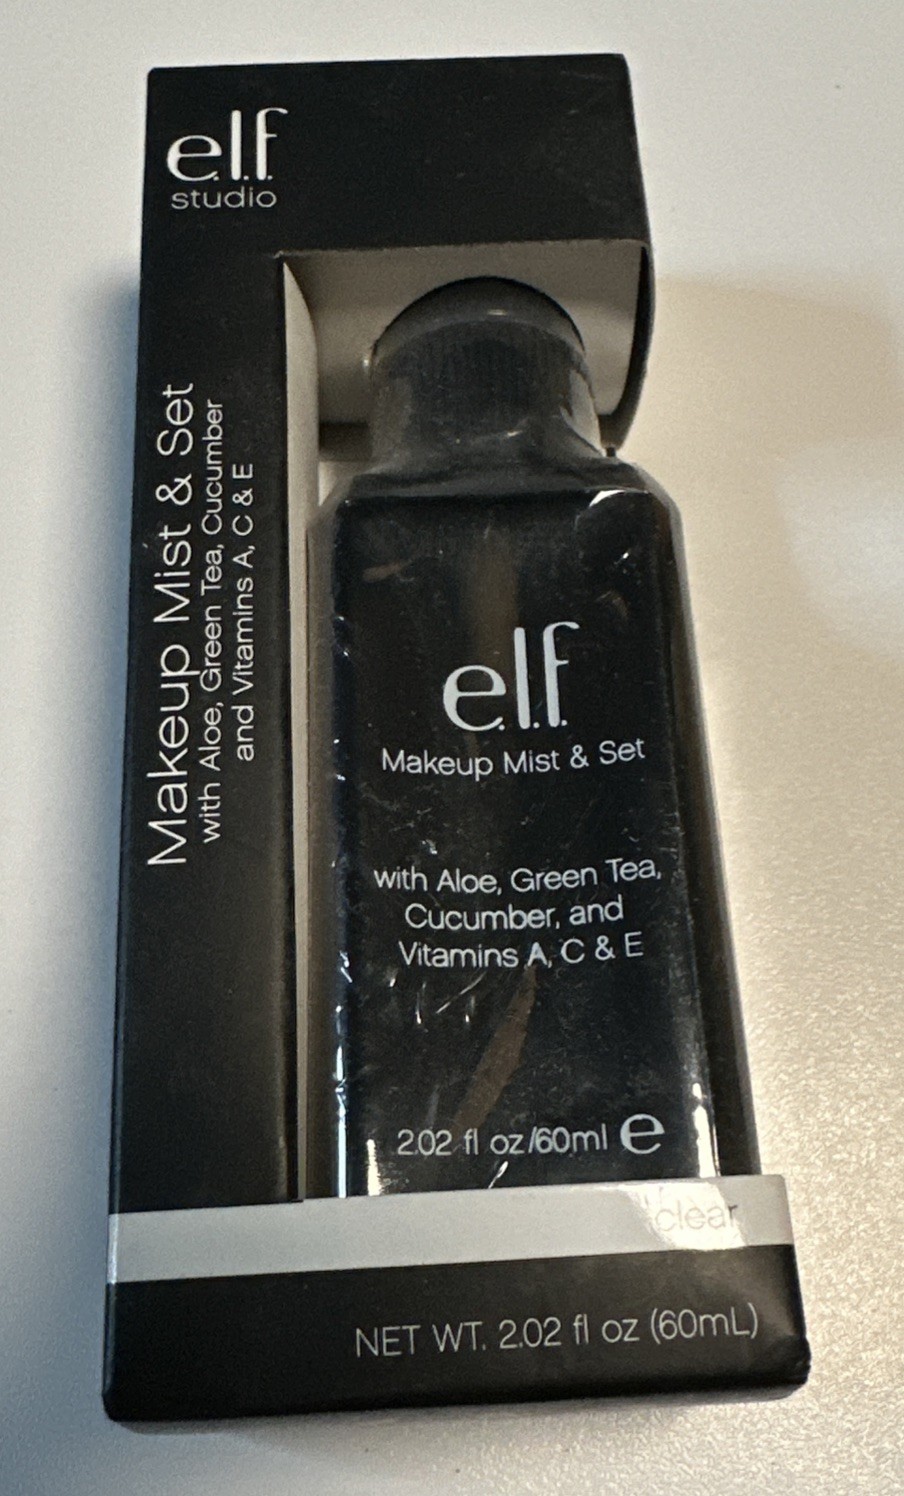 e.l.f.
studio
Makeup Mist & Set
with Aloe, Green Tea, Cucumber
and Vitamins A, C & E
e.l.f.
Makeup Mist & Set
with Aloe, Green Tea,
Cucumber, and
Vitamins A, C & E
2.02 fl oz/60ml e
clear
NET WT. 2.02 fl oz (60mL)